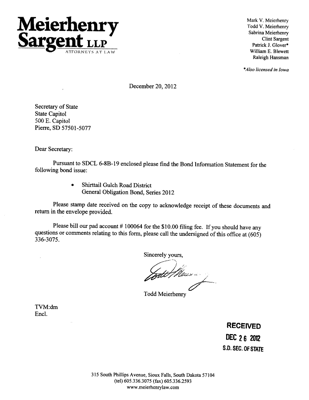 Meierhenry
Sargent LLP
ATTORNEYS AT LAW
Mark V. Meierhenry
Todd V. Meierhenry
Sabrina Meierhenry
Clint Sargent
Patrick J. Glover*
William E. Blewett
Raleigh Hansman
*Also licensed in Iowa
December 20, 2012
Secretary of State
State Capitol
500 E. Capitol
Pierre, SD 57501-5077
Dear Secretary:
Pursuant to SDCL 6-8B-19 enclosed please find the Bond Information Statement for the
following bond issue:
• Shirttail Gulch Road District
General Obligation Bond, Series 2012
Please stamp date received on the copy to acknowledge receipt of these documents and
return in the envelope provided.
Please bill our pad account # 100064 for the $10.00 filing fee. If you should have any
questions or comments relating to this form, please call the undersigned of this office at (605)
336-3075.
Sincerely yours,
Todd Meierhenry
TVM:dm
Encl.
RECEIVED
DEC 26 2012
S.D. SEC. OF STATE
315 South Phillips Avenue, Sioux Falls, South Dakota 57104
(tel) 605.336.3075 (fax) 605.336.2593
www.meierhenrylaw.com